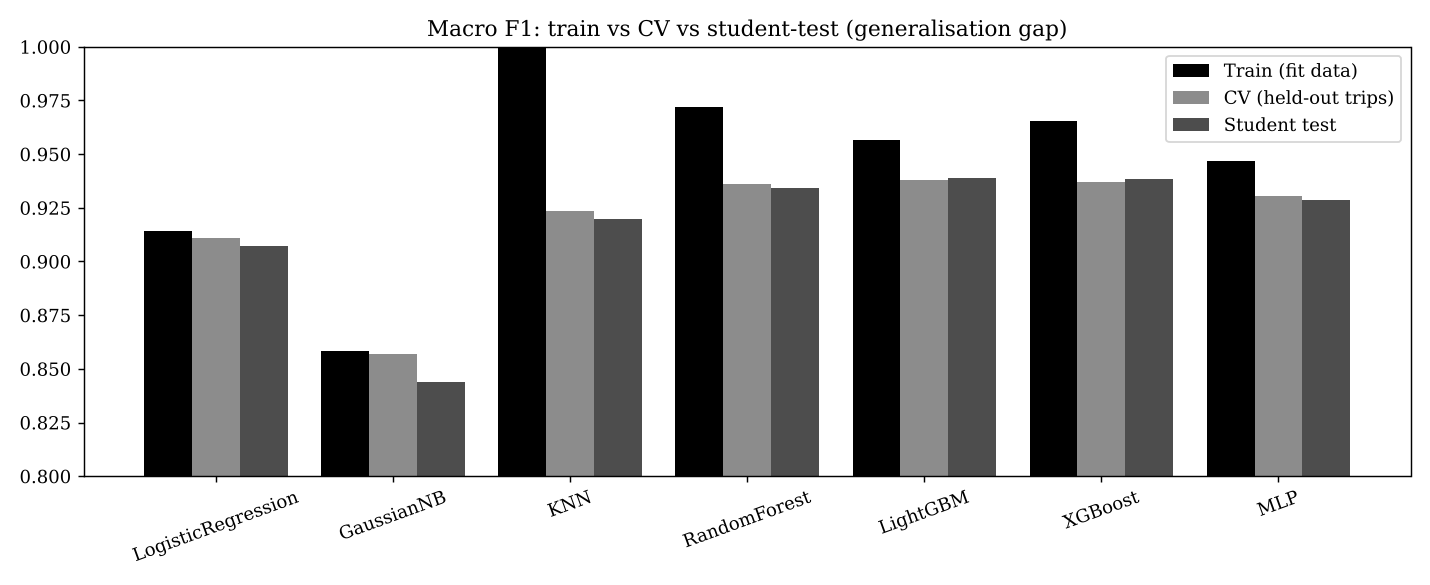 Macro F1: train vs CV vs student-test (generalisation gap)
1.000
0.975
0.950
0.925
0.900
0.875
0.850
0.825
0.800
Train (fit data)
CV (held-out trips)
Student test
LogisticRegression
GaussianNB
KNN
RandomForest
LightGBM
XGBoost
MLP